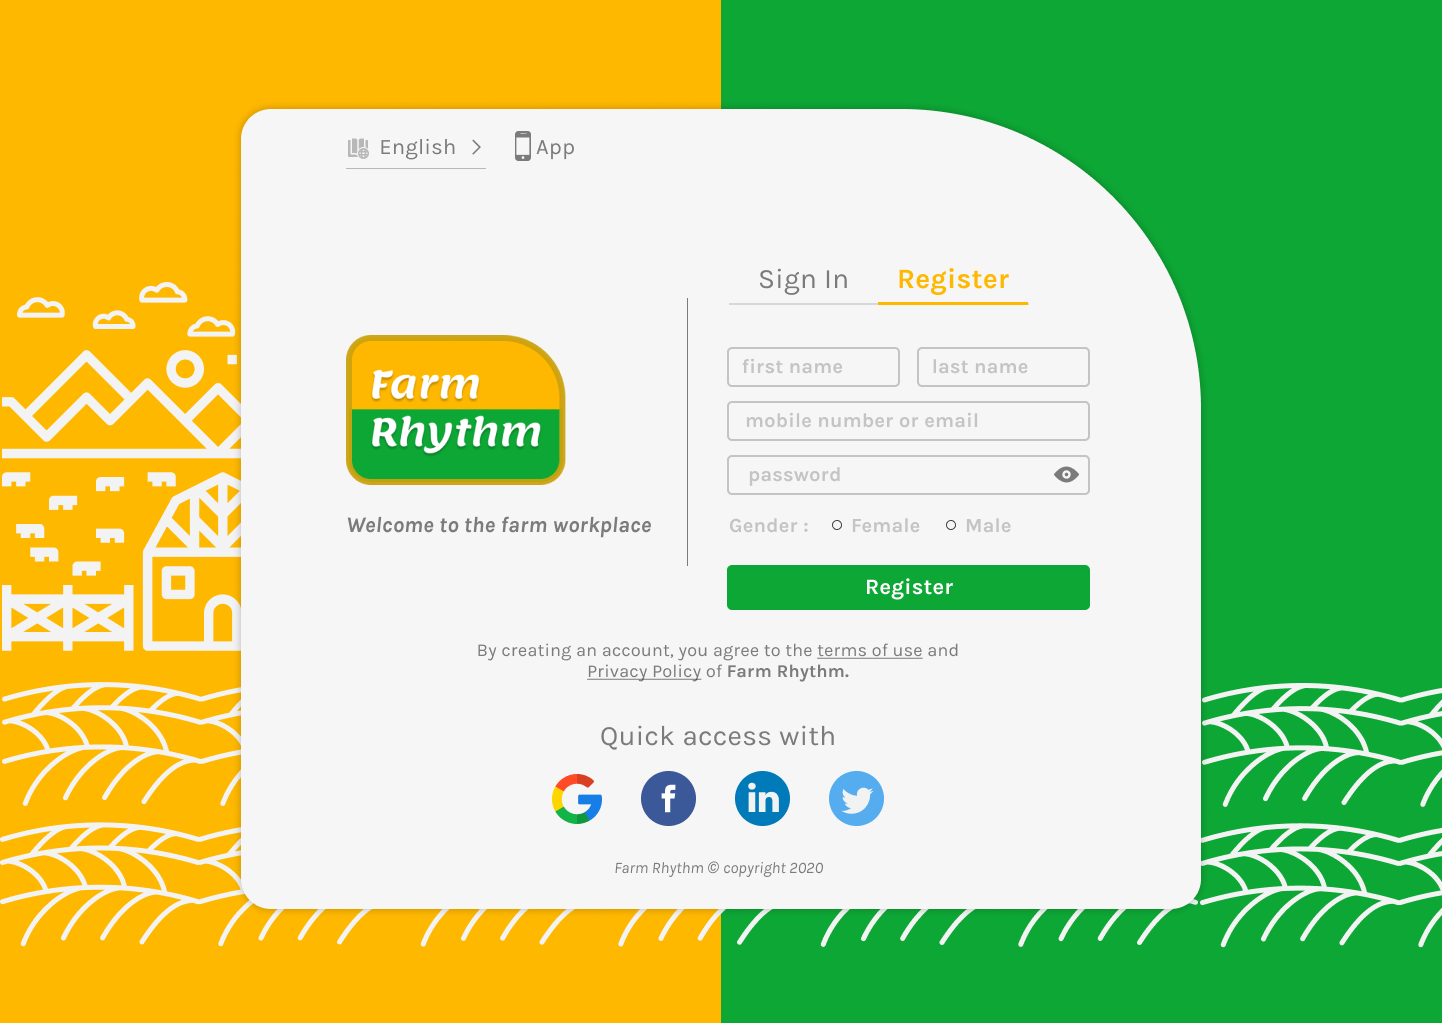 English
App
Sign In
Register
first name
last name
mobile number or email
password
Farm
Rhythm
Welcome to the farm workplace
Gender :
Female
Male
Register
By creating an account, you agree to the terms of use and
Privacy Policy of Farm Rhythm.
Quick access with
G
f
in
Farm Rhythm © copyright 2020